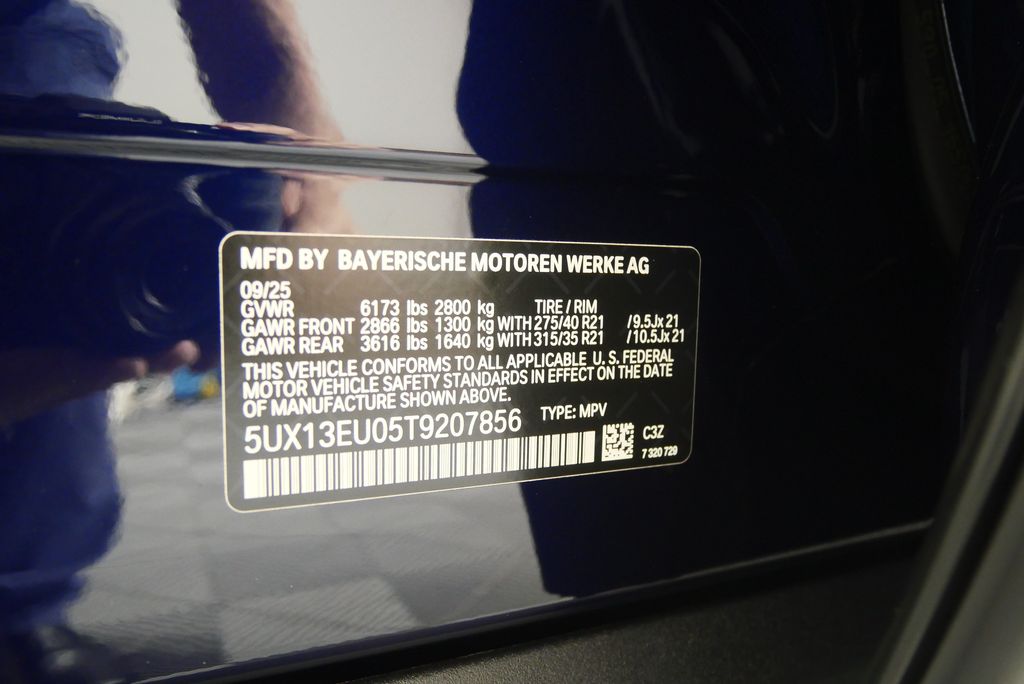 MFD BY BAYERISCHE MOTOREN WERKE AG
09/25
GVWR 6173 lbs 2800 kg TIRE / RIM
GAWR FRONT 2866 lbs 1300 kg WITH 275/40 R21 /9.5Jx21
GAWR REAR 3616 lbs 1640 kg WITH 315/35 R21 /10.5Jx21
THIS VEHICLE CONFORMS TO ALL APPLICABLE U. S. FEDERAL
MOTOR VEHICLE SAFETY STANDARDS IN EFFECT ON THE DATE
OF MANUFACTURE SHOWN ABOVE.
5UX13EU05T9207856 TYPE: MPV
C3Z
7 320 729